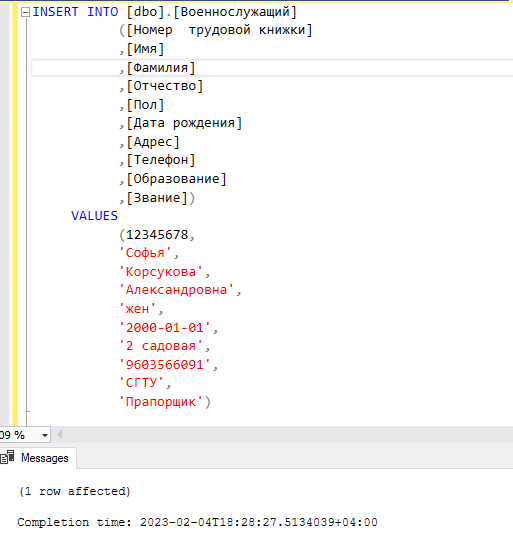 INSERT INTO [dbo].[Военнослужащий]
([Номер  трудовой книжки]
,[Имя]
,[Фамилия]
,[Отчество]
,[Пол]
,[Дата рождения]
,[Адрес]
,[Телефон]
,[Образование]
,[Звание])
VALUES
(12345678,
'Софья',
'Корсукова',
'Александровна',
'жен',
'2000-01-01',
'2 садовая',
'9603566091',
'СГТУ',
'Прапорщик')
09 %
Messages
(1 row affected)
Completion time: 2023-02-04T18:28:27.5134039+04:00